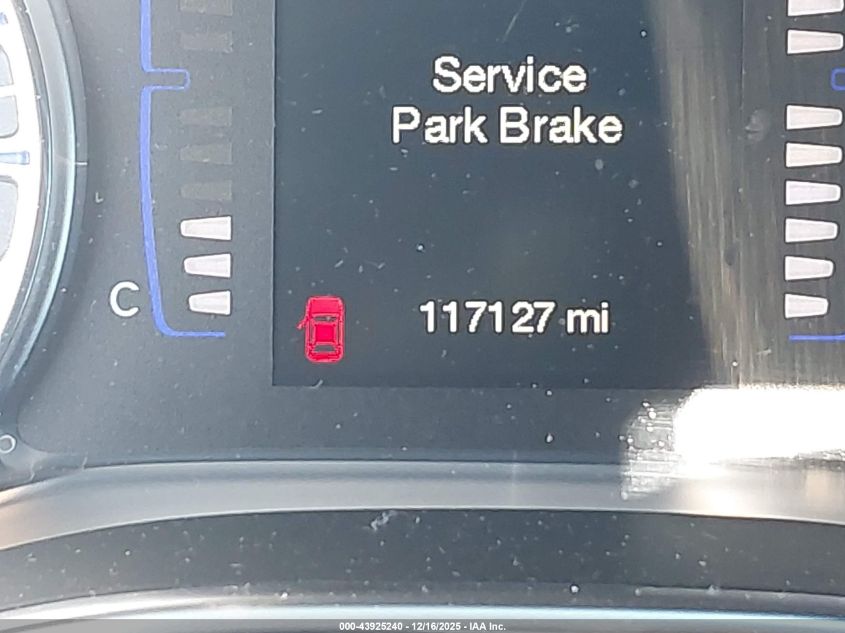 Service
Park Brake
C
117127 mi
000-43925240 - 12/16/2025 - IAA Inc.